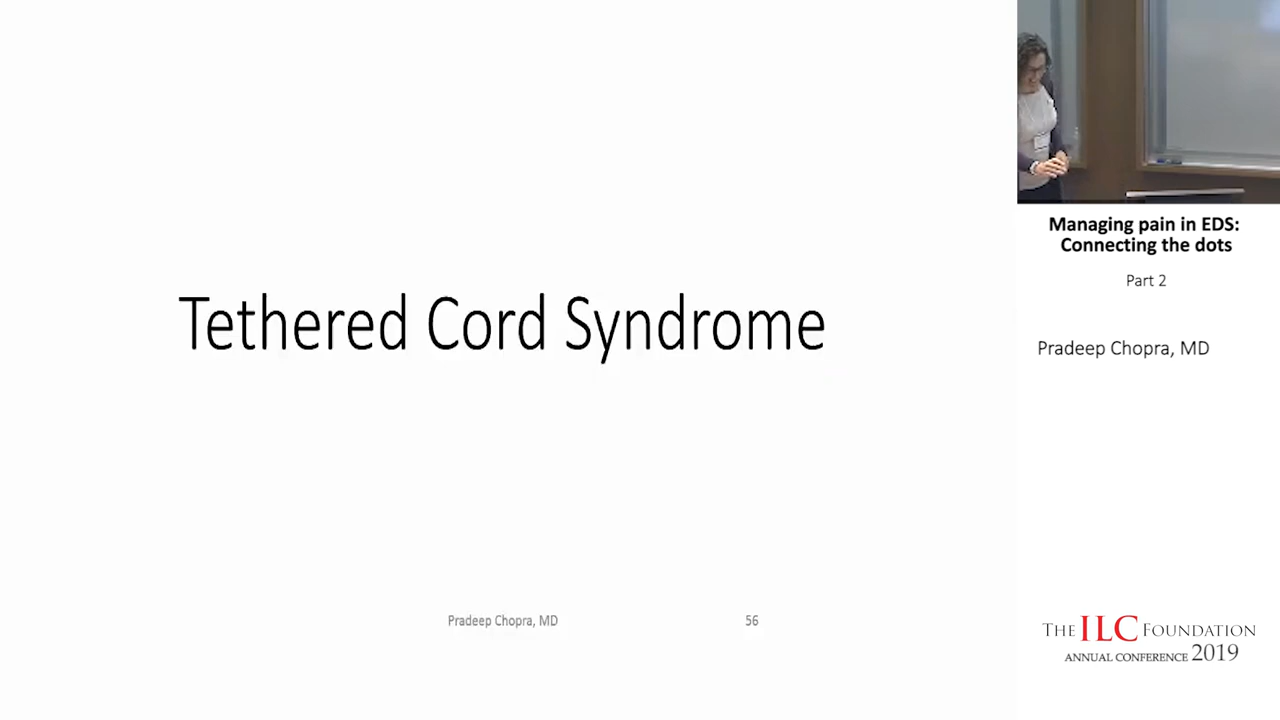 Tethered Cord Syndrome
Pradeep Chopra, MD
56
Managing pain in EDS:
Connecting the dots
Part 2
Pradeep Chopra, MD
THE ILC FOUNDATION
ANNUAL CONFERENCE 2019